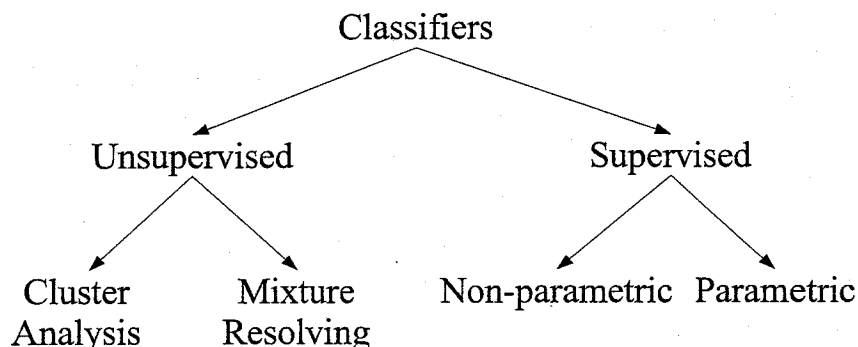 Classifiers
Unsupervised
Supervised
Cluster
Analysis
Mixture
Resolving
Non-parametric
Parametric